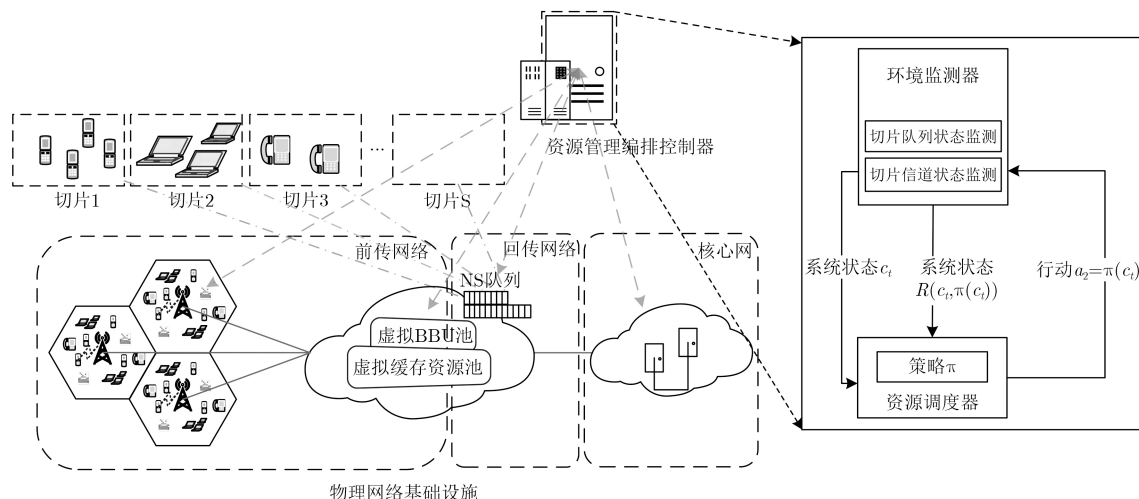 资源管理编排控制器
切片1
切片2
切片3
...
切片S
前传网络
回传网络
核心网
NS队列
虚拟BBU池
虚拟缓存资源池
物理网络基础设施
环境监测器
切片队列状态监测
切片信道状态监测
系统状态cₜ
系统状态
R(cₜ,π(cₜ))
行动a₂=π(cₜ)
策略π
资源调度器